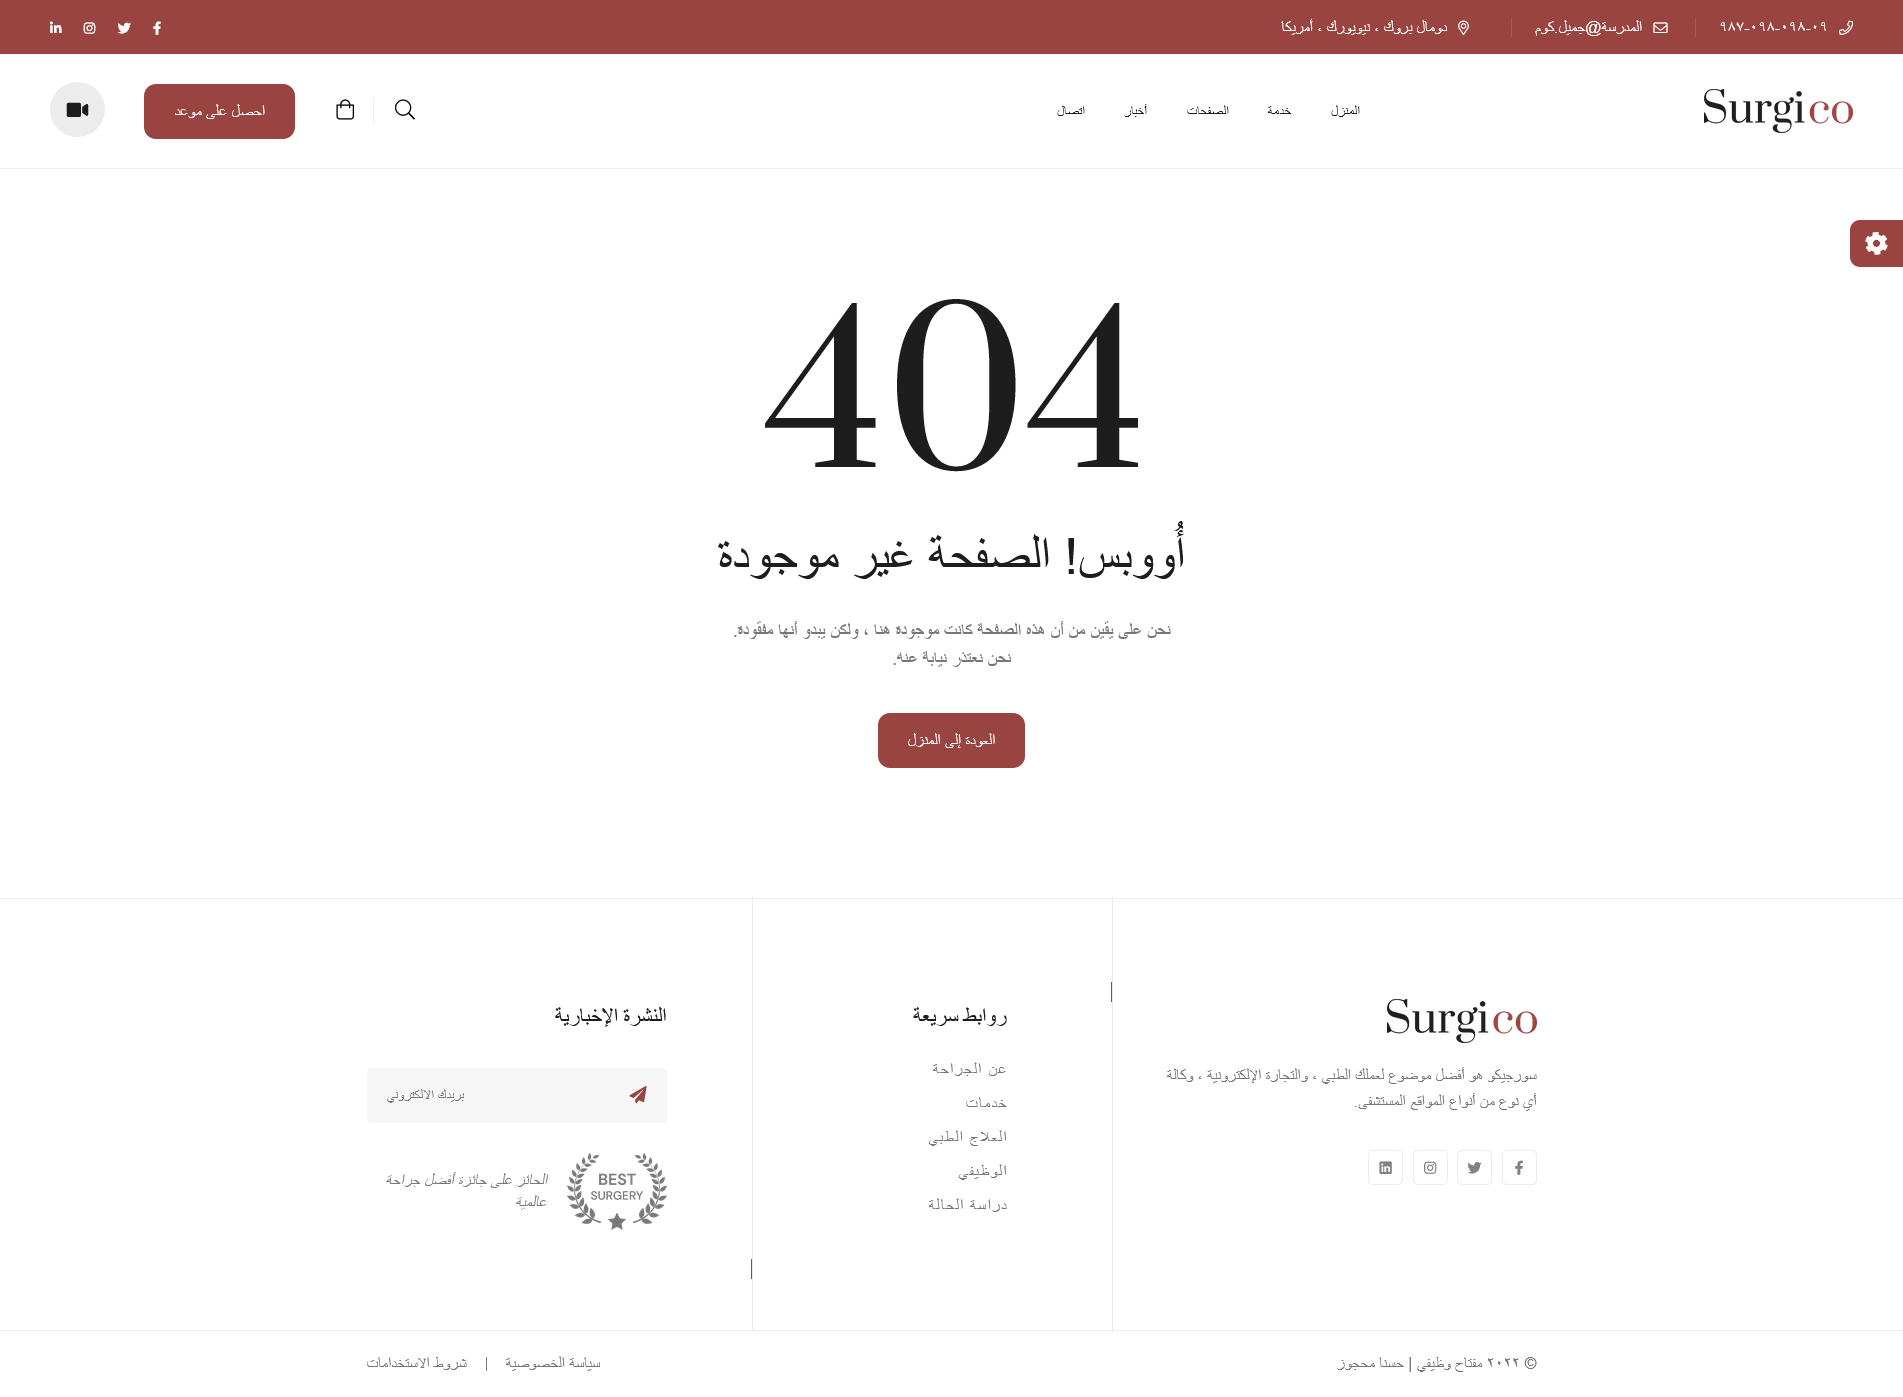 ٠٩-٠٩٨-٠٩٨-٩٨٧
المدرسة@جميل.كوم
دومال بروك ، نيويورك ، أمريكا
Surgico
المنزل
خدمة
الصفحات
أخبار
اتصال
احصل على موعد
404
أُووبس! الصفحة غير موجودة
نحن على يقين من أن هذه الصفحة كانت موجودة هنا ، ولكن يبدو أنها مفقودة.
نحن نعتذر نيابة عنه.
العودة إلى المنزل
Surgico
سورجيكو هو أفضل موضوع لعملك الطبي ، والتجارة الإلكترونية ، وكالة
أي نوع من أنواع المواقع المستشفى.
روابط سريعة
عن الجراحة
خدمات
العلاج الطبي
الوظيفي
دراسة الحالة
النشرة الإخبارية
بريدك الالكتروني
BEST
SURGERY
الحائز على جائزة أفضل جراحة
عالمية
© ٢٠٢٢ مفتاح وظيفي | حسنا محجوز
سياسة الخصوصية | شروط الاستخدامات